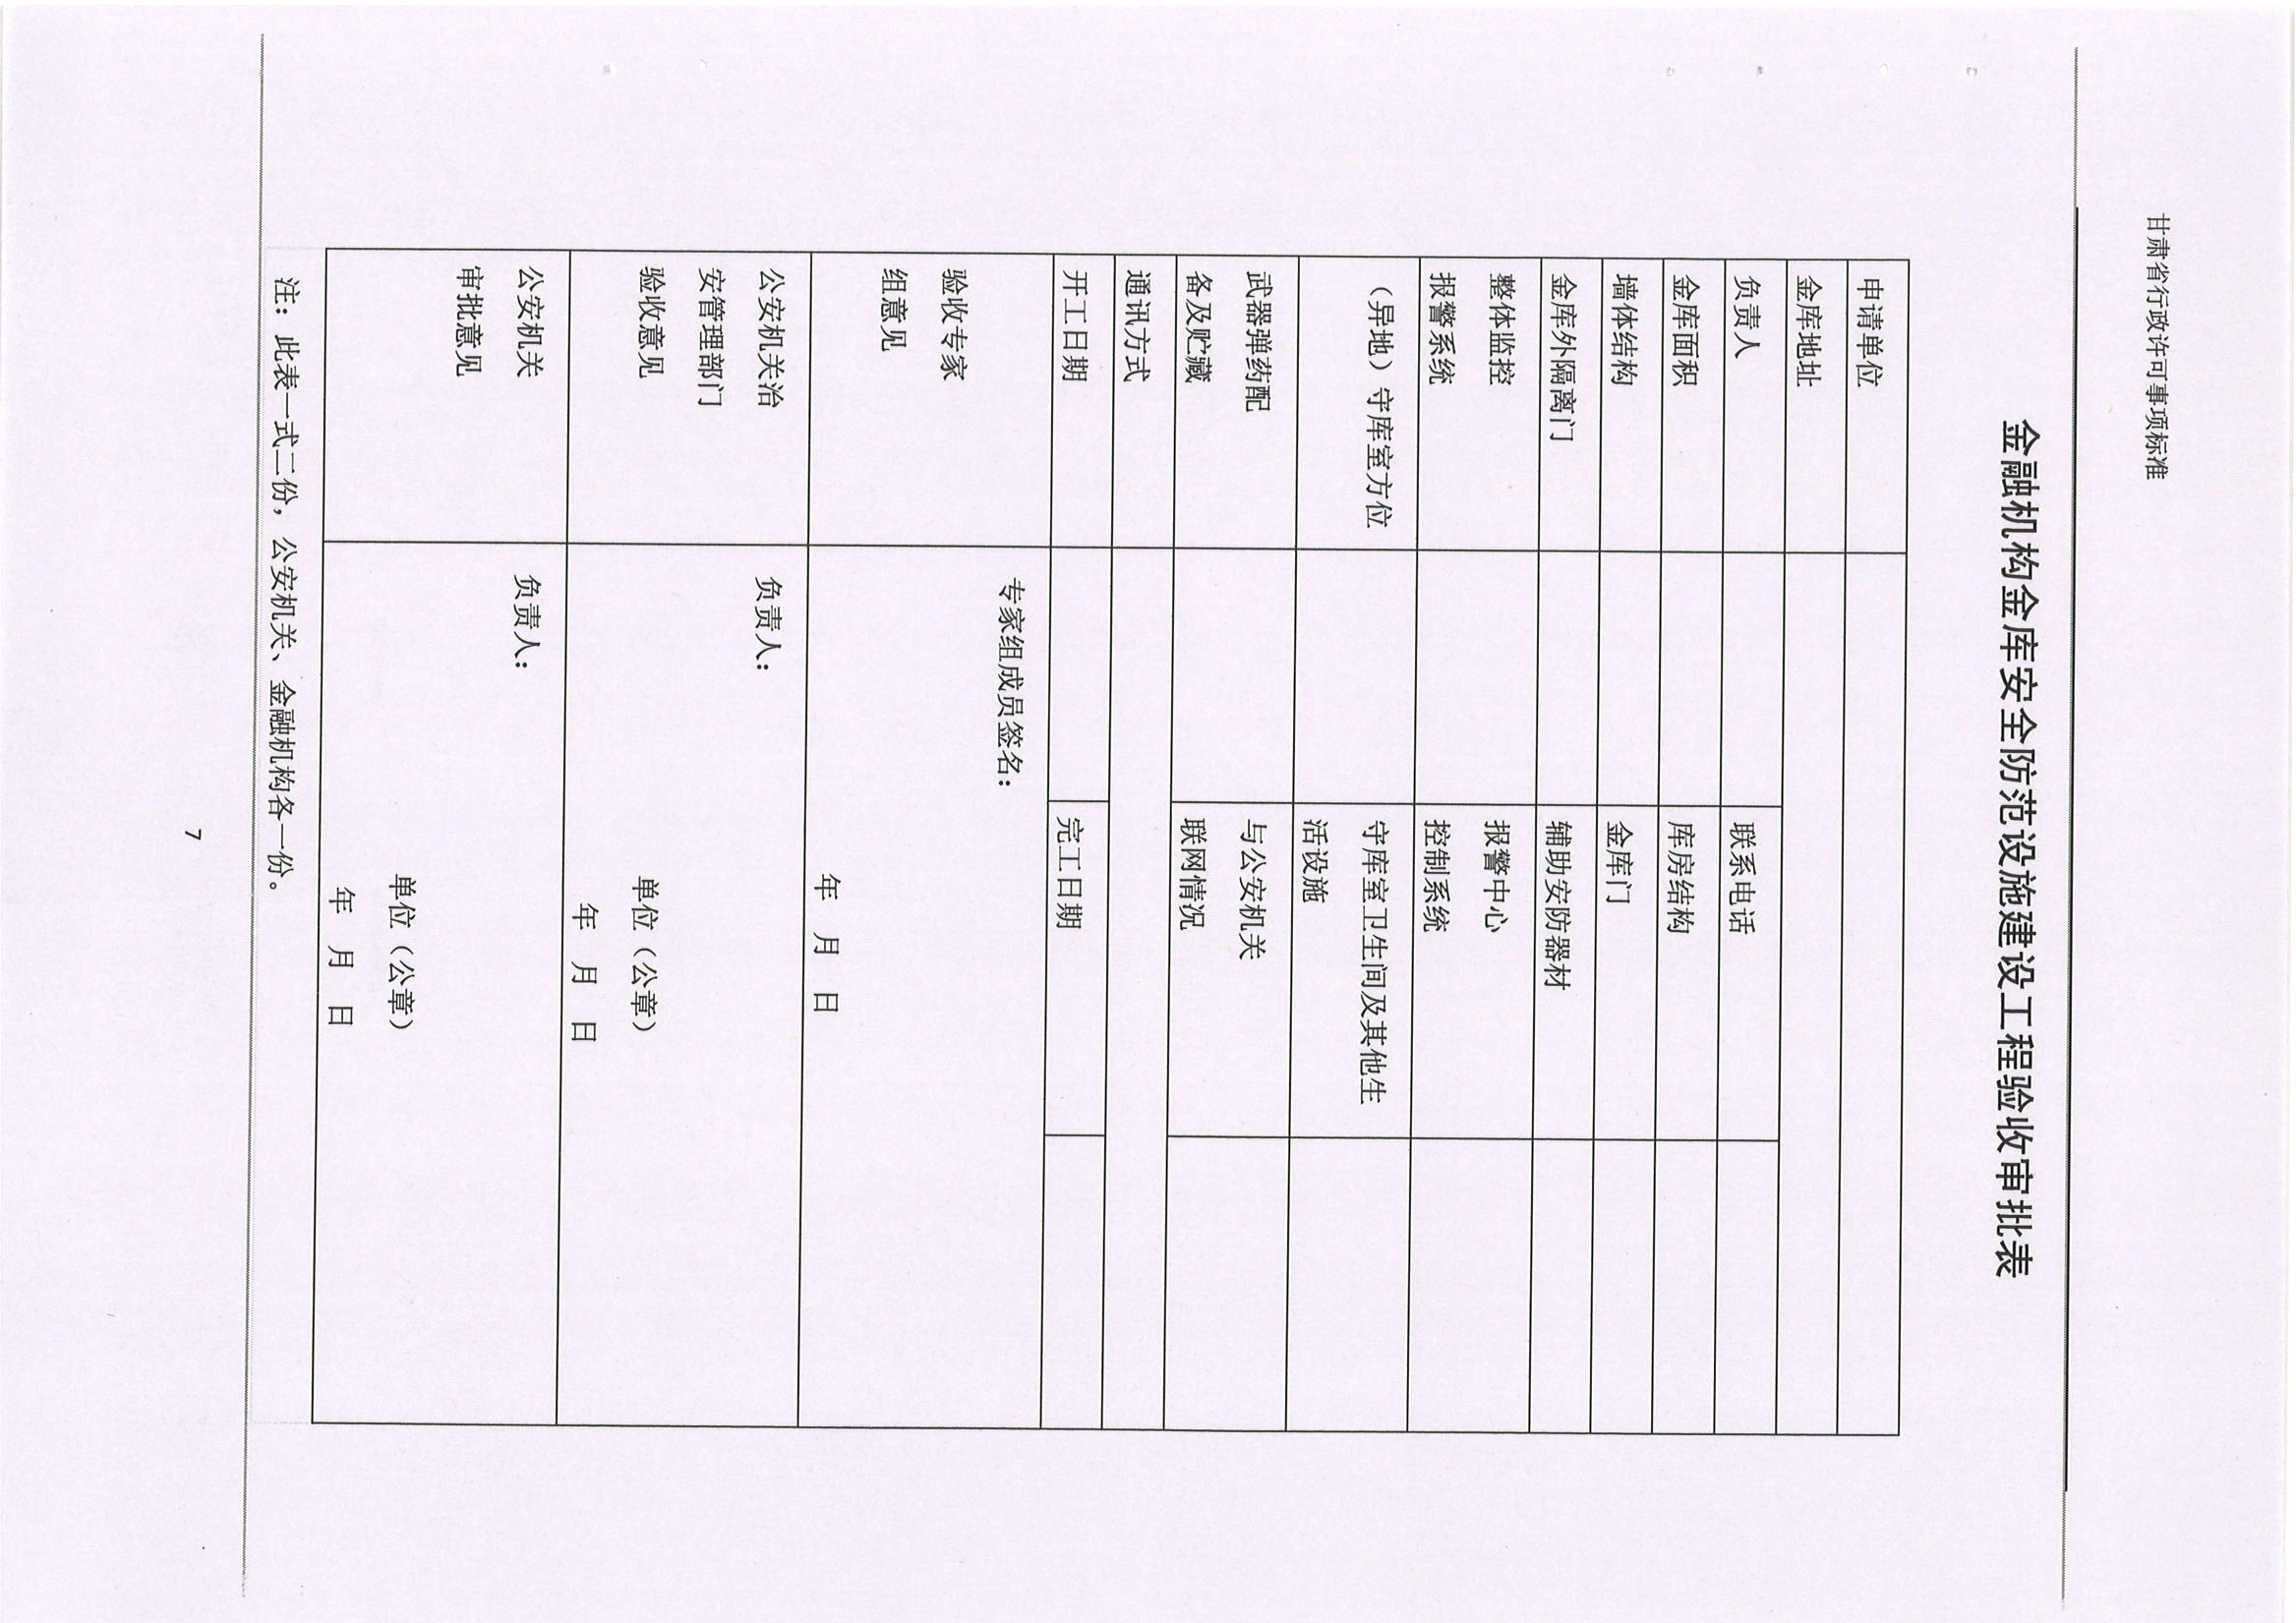 甘肃省行政许可事项标准
金融机构金库安全防范设施建设工程验收审批表
申请单位
金库地址
负责人 联系电话
金库面积 库房结构
墙体结构 金库门
金库外隔离门 辅助安防器材
整体监控
报警系统
报警中心
控制系统
（异地）守库室方位
守库室卫生间及其他生
活设施
武器弹药配
备及贮藏
与公安机关
联网情况
通讯方式
开工日期 完工日期
验收专家
组意见
专家组成员签名：
年 月 日
公安机关治
安管理部门
验收意见
负责人：
单位（公章）
年 月 日
公安机关
审批意见
负责人：
单位（公章）
年 月 日
注：此表一式二份，公安机关、金融机构各一份。
7